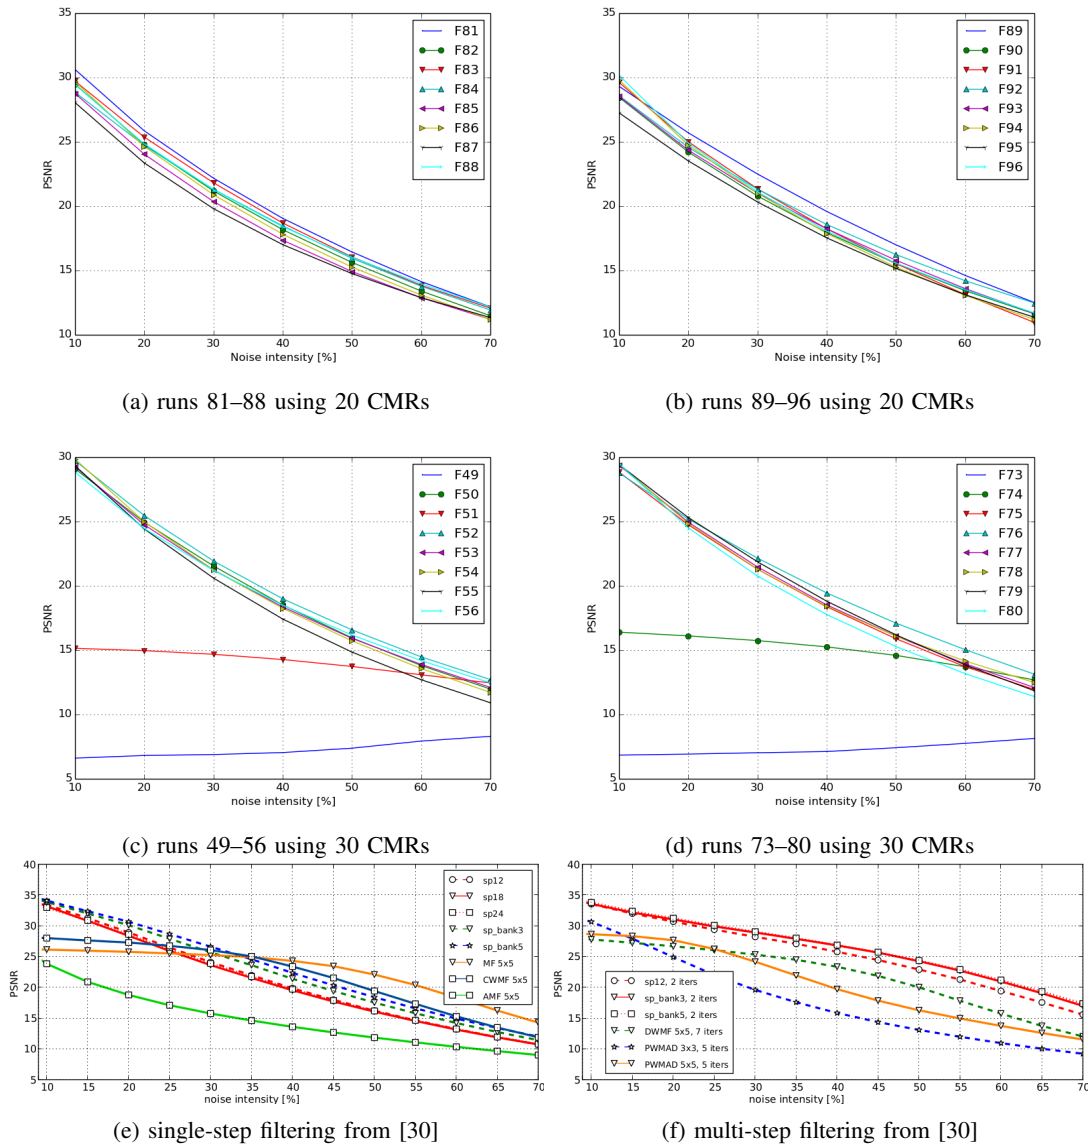 35
30
25
20
15
10
PSNR
10 20 30 40 50 60 70
Noise intensity [%]
F81
F82
F83
F84
F85
F86
F87
F88
(a) runs 81–88 using 20 CMRs
35
30
25
20
15
10
PSNR
10 20 30 40 50 60 70
Noise intensity [%]
F89
F90
F91
F92
F93
F94
F95
F96
(b) runs 89–96 using 20 CMRs
30
25
20
15
10
5
PSNR
10 20 30 40 50 60 70
noise intensity [%]
F49
F50
F51
F52
F53
F54
F55
F56
(c) runs 49–56 using 30 CMRs
30
25
20
15
10
5
PSNR
10 20 30 40 50 60 70
noise intensity [%]
F73
F74
F75
F76
F77
F78
F79
F80
(d) runs 73–80 using 30 CMRs
40
35
30
25
20
15
10
5
PSNR
10 15 20 25 30 35 40 45 50 55 60 65 70
noise intensity [%]
sp12
sp18
sp24
sp_bank3
sp_bank5
MF 5x5
CWMF 5x5
AMF 5x5
(e) single-step filtering from [30]
40
35
30
25
20
15
10
5
PSNR
10 15 20 25 30 35 40 45 50 55 60 65 70
noise intensity [%]
sp12, 2 iters
sp_bank3, 2 iters
sp_bank5, 2 iters
DWMF 5x5, 7 iters
PWMAD 3x3, 5 iters
PWMAD 5x5, 5 iters
(f) multi-step filtering from [30]